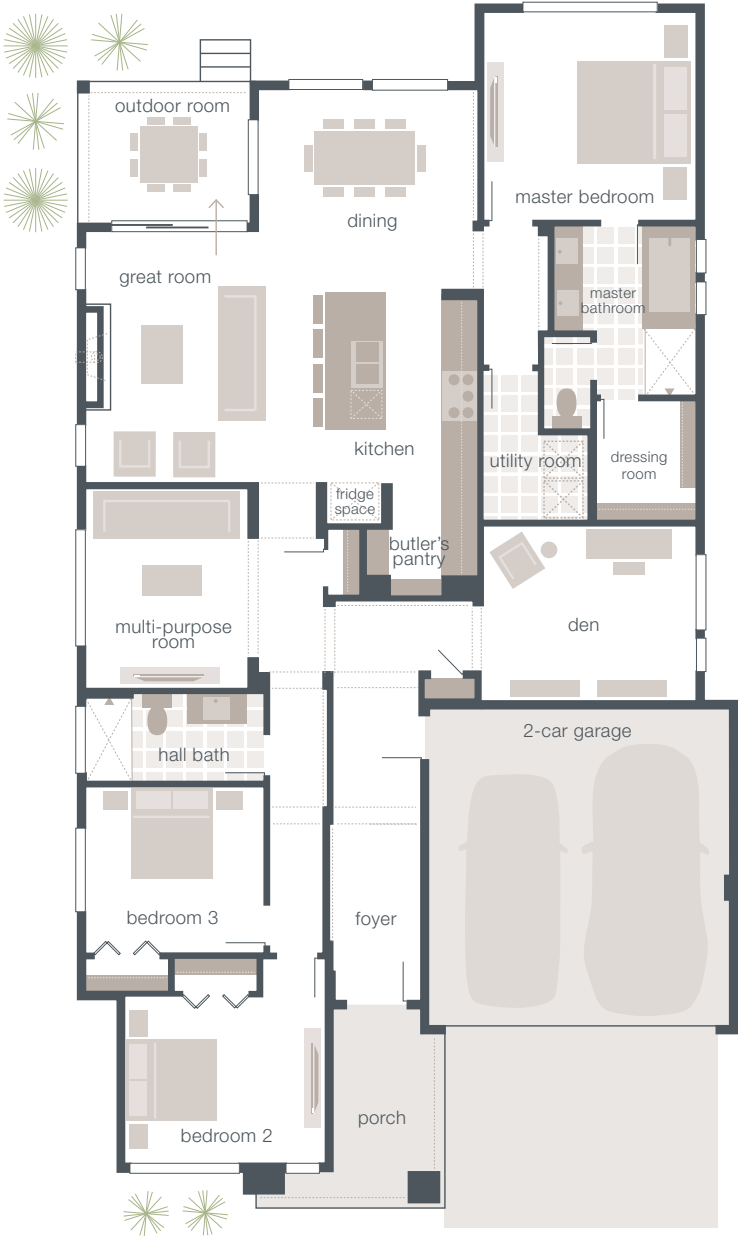 outdoor room
master bedroom
dining
great room
master
bathroom
kitchen
utility room
dressing
room
fridge
space
butler's
pantry
multi-purpose
room
den
2-car garage
hall bath
bedroom 3
foyer
porch
bedroom 2